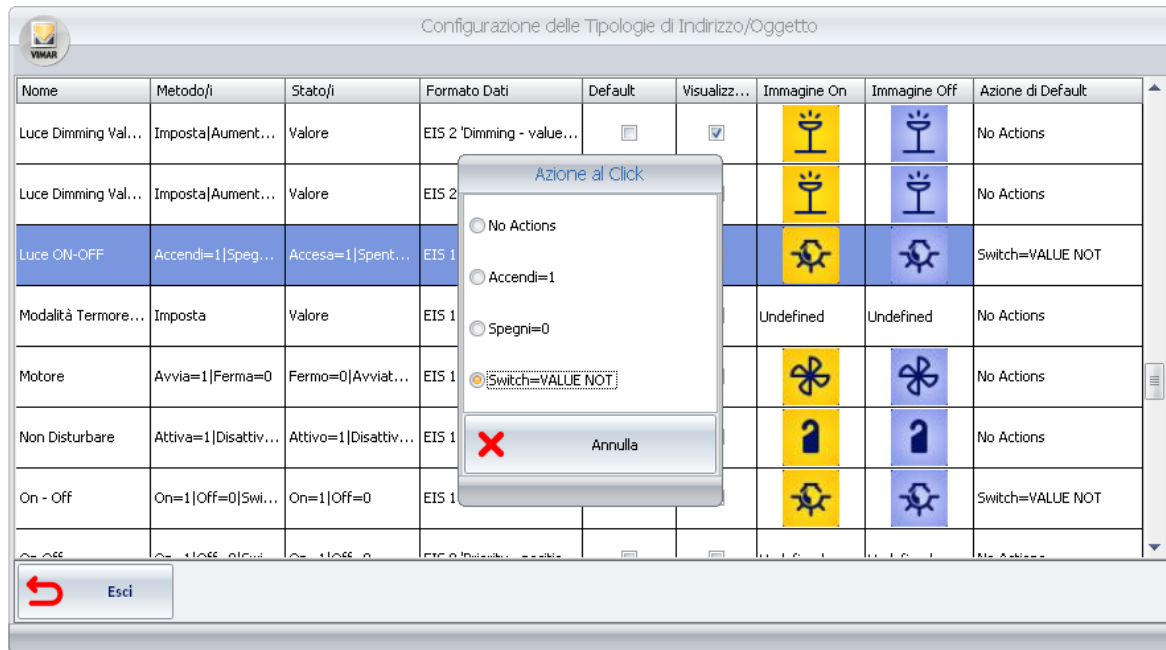 Configurazione delle Tipologie di Indirizzo/Oggetto
VIMAR
Nome Metodo/i Stato/i Formato Dati Default Visualizz... Immagine On Immagine Off Azione di Default
Luce Dimming Val... Imposta|Aument... Valore EIS 2 'Dimming - value... No Actions
Luce Dimming Val... Imposta|Aument... Valore EIS 2 No Actions
Luce ON-OFF Accendi=1|Speg... Accesa=1|Spent... EIS 1 Switch=VALUE NOT
Modalità Termore... Imposta Valore EIS 1 Undefined Undefined No Actions
Motore Avvia=1|Ferma=0 Fermo=0|Avviat... EIS 1 No Actions
Non Disturbare Attiva=1|Disattiv... Attivo=1|Disattiv... EIS 1 No Actions
On - Off On=1|Off=0|Swi... On=1|Off=0 EIS 1 Switch=VALUE NOT
Azione al Click
No Actions
Accendi=1
Spegni=0
Switch=VALUE NOT
Annulla
Esci